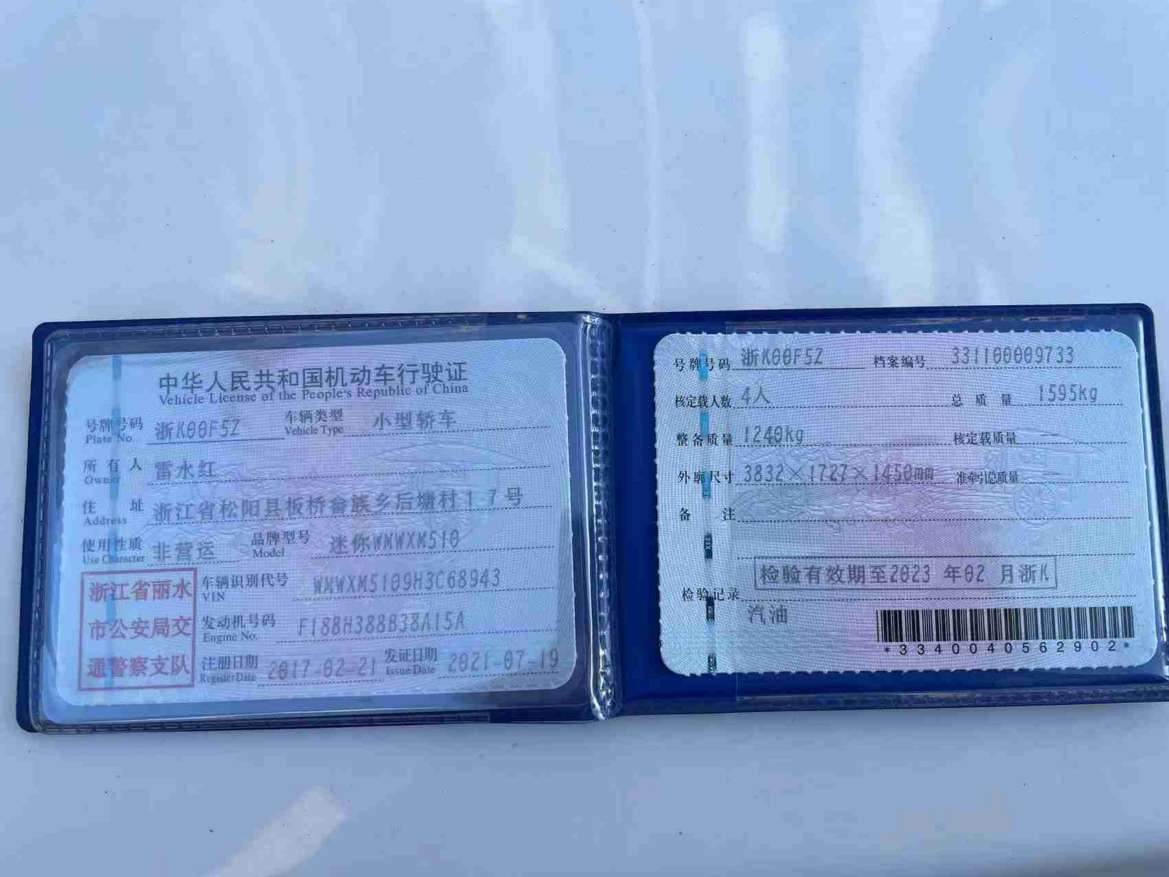 中华人民共和国机动车行驶证
Vehicle License of the People's Republic of China
号牌号码 浙K00F5Z 车辆类型 小型轿车
Plate No. Vehicle Type
所有人 雷水红
Owner
住址 浙江省松阳县板桥畲族乡后塘村17号
Address
使用性质 非营运 品牌型号 迷你WMWXM510
Use Character Model
浙江省丽水
市公安局交
通警察支队
车辆识别代号 WMWXM5109H3C68943
VIN
发动机号码 F188H388B38A15A
Engine No.
注册日期 2017-02-21 发证日期 2021-07-19
Register Date Issue Date
号牌号码 浙K00F5Z 档案编号 331100009733
核定载人数 4人 总质量 1595kg
整备质量 1240kg 核定载质量
外廓尺寸 3832×1727×1450mm 准牵引总质量
备注
检验有效期至2023年02月浙K
检验记录
汽油
*3340040562902*